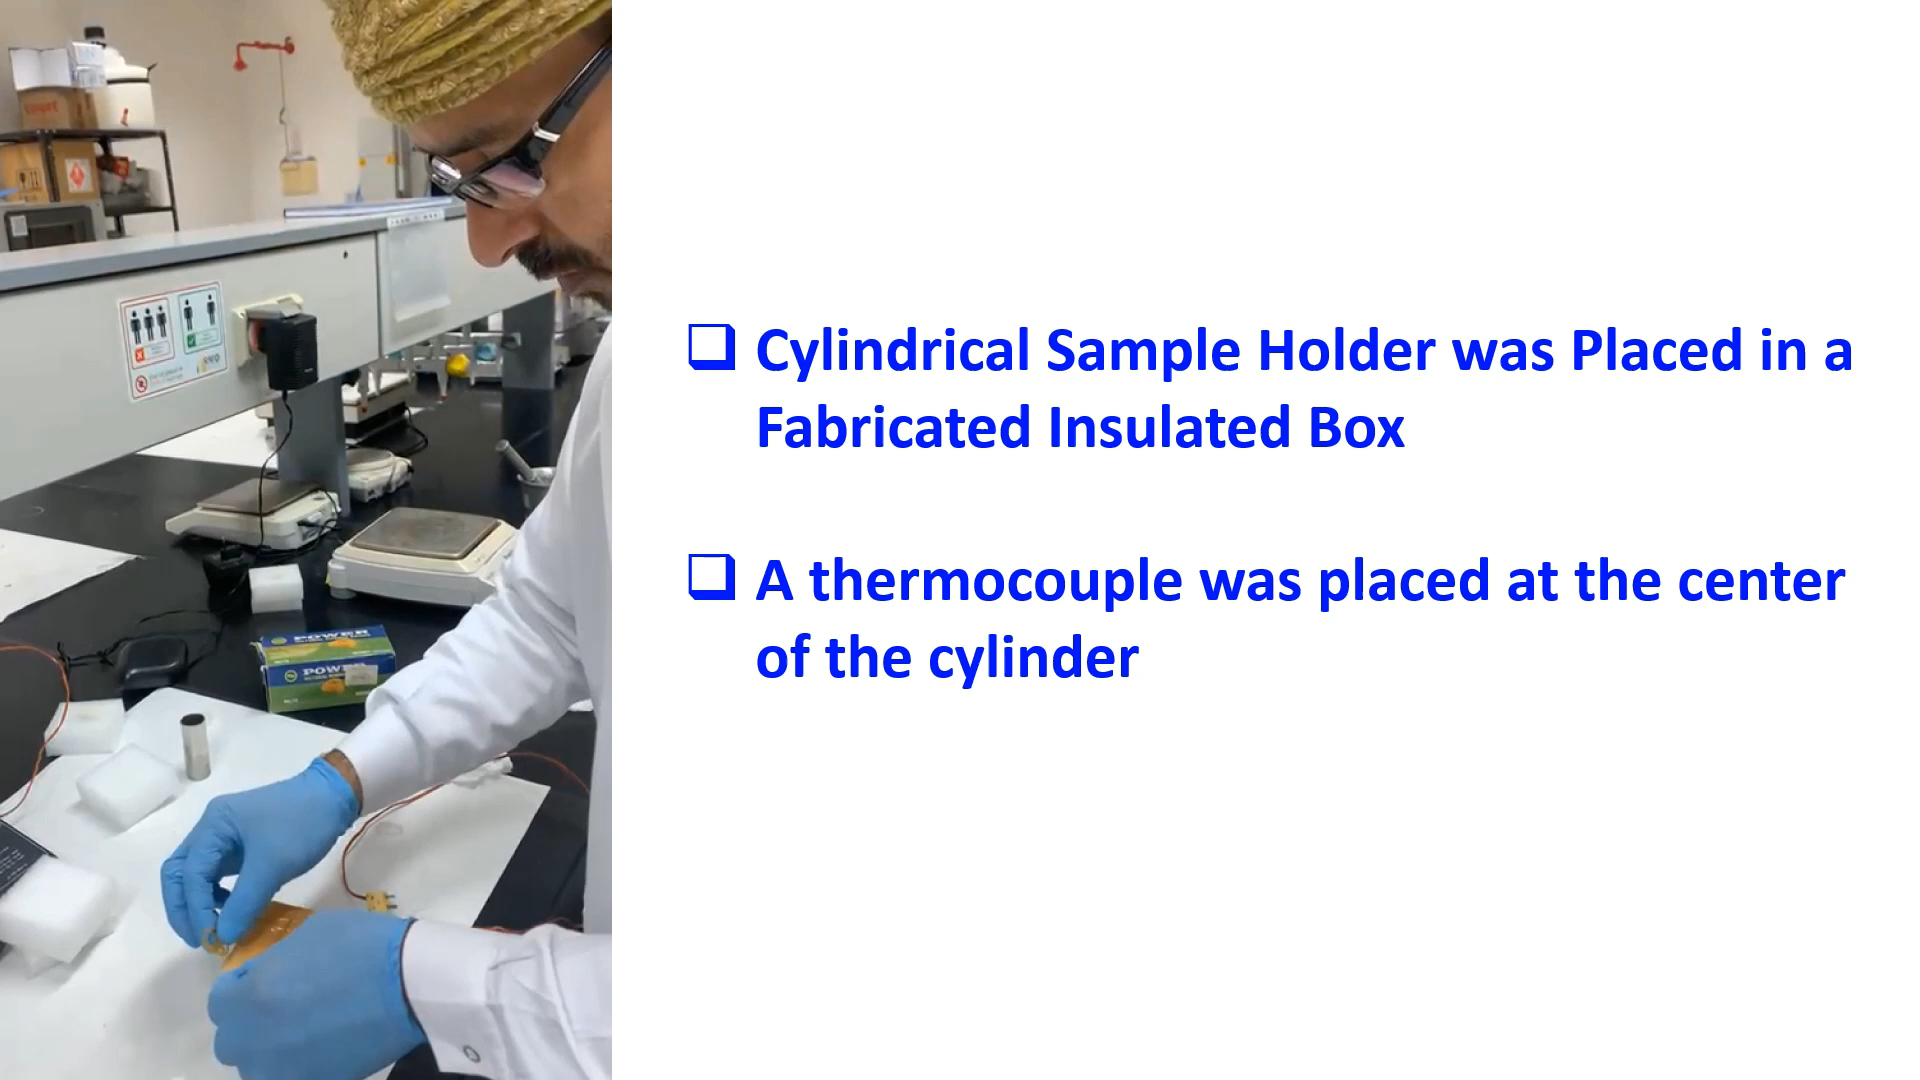 Cylindrical Sample Holder was Placed in a
Fabricated Insulated Box
A thermocouple was placed at the center
of the cylinder
POWER
POWER